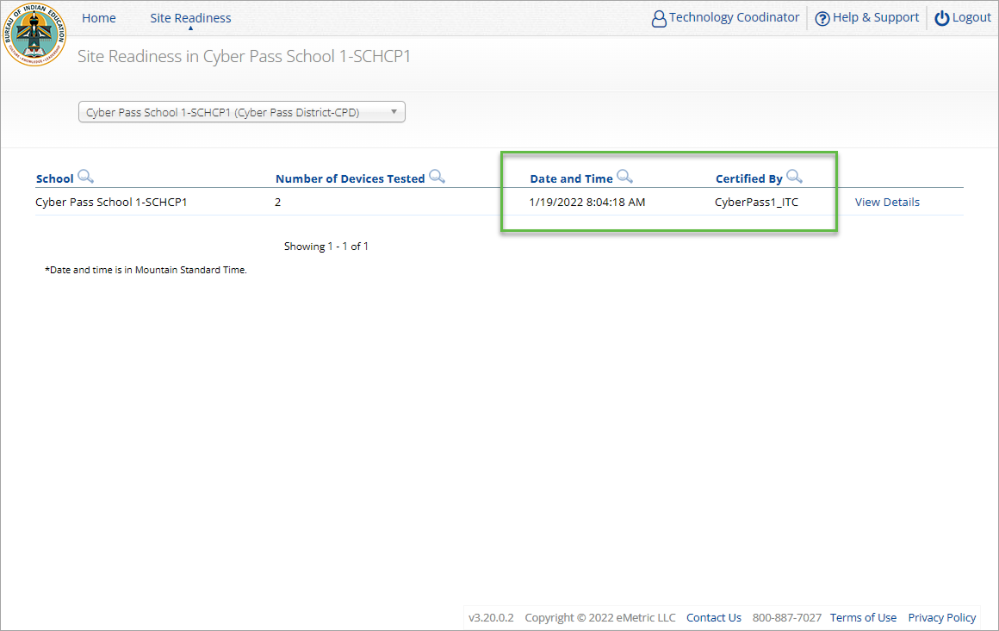 BUREAU OF INDIAN EDUCATION
CULTURE • KNOWLEDGE • LEADERSHIP
Home Site Readiness Technology Coodinator Help & Support Logout
Site Readiness in Cyber Pass School 1-SCHCP1
Cyber Pass School 1-SCHCP1 (Cyber Pass District-CPD)
School Number of Devices Tested Date and Time Certified By
Cyber Pass School 1-SCHCP1 2 1/19/2022 8:04:18 AM CyberPass1_ITC View Details
Showing 1 - 1 of 1
*Date and time is in Mountain Standard Time.
v3.20.0.2 Copyright © 2022 eMetric LLC Contact Us 800-887-7027 Terms of Use Privacy Policy